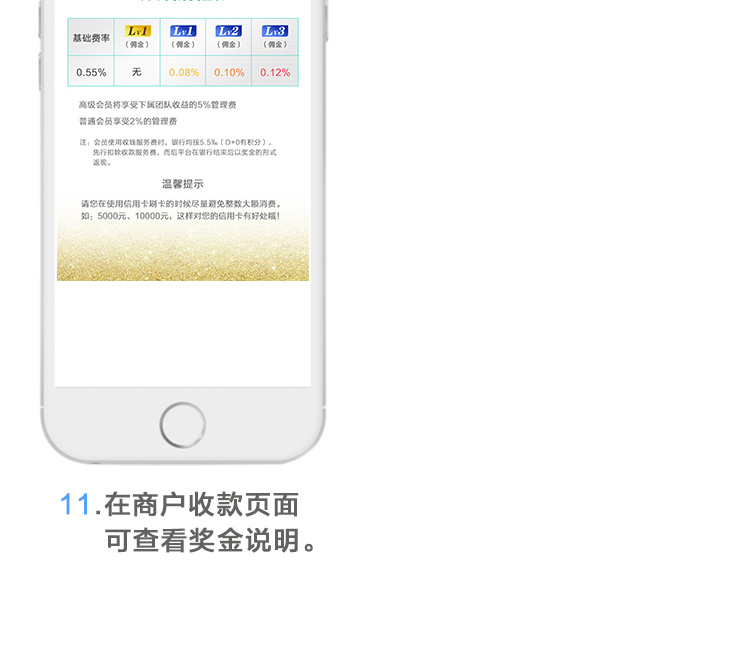 基础费率 Lv1 Lv1 Lv2 Lv3
（佣金） （佣金） （佣金） （佣金）
0.55% 无 0.08% 0.10% 0.12%
高级会员将享受下属团队收益的5%管理费
普通会员享受2%的管理费
注：会员使用收钱服务费时，银行均按5.5‰（D+0有积分），
先行扣除收款服务费，而后平台在银行结束后以奖金的形式
返现。
温馨提示
请您在使用信用卡刷卡的时候尽量避免整数大额消费。
如：5000元、10000元，这样对您的信用卡有好处哦！
11.在商户收款页面
可查看奖金说明。